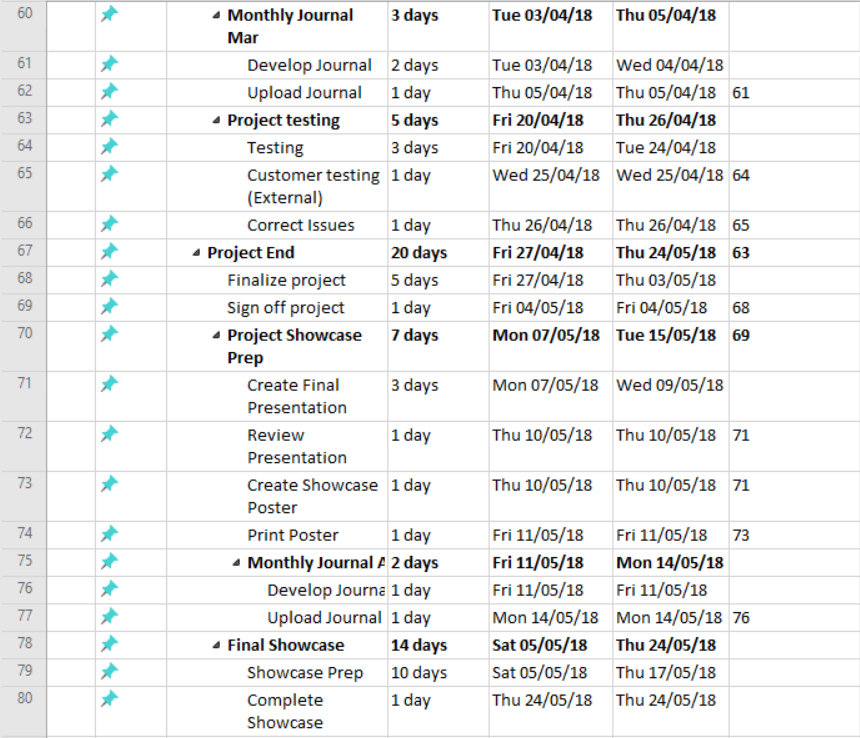 60 Monthly Journal 3 days Tue 03/04/18 Thu 05/04/18
Mar
61 Develop Journal 2 days Tue 03/04/18 Wed 04/04/18
62 Upload Journal 1 day Thu 05/04/18 Thu 05/04/18 61
63 Project testing 5 days Fri 20/04/18 Thu 26/04/18
64 Testing 3 days Fri 20/04/18 Tue 24/04/18
65 Customer testing 1 day Wed 25/04/18 Wed 25/04/18 64
(External)
66 Correct Issues 1 day Thu 26/04/18 Thu 26/04/18 65
67 Project End 20 days Fri 27/04/18 Thu 24/05/18 63
68 Finalize project 5 days Fri 27/04/18 Thu 03/05/18
69 Sign off project 1 day Fri 04/05/18 Fri 04/05/18 68
70 Project Showcase 7 days Mon 07/05/18 Tue 15/05/18 69
Prep
71 Create Final 3 days Mon 07/05/18 Wed 09/05/18
Presentation
72 Review 1 day Thu 10/05/18 Thu 10/05/18 71
Presentation
73 Create Showcase 1 day Thu 10/05/18 Thu 10/05/18 71
Poster
74 Print Poster 1 day Fri 11/05/18 Fri 11/05/18 73
75 Monthly Journal A 2 days Fri 11/05/18 Mon 14/05/18
76 Develop Journa 1 day Fri 11/05/18 Fri 11/05/18
77 Upload Journal 1 day Mon 14/05/18 Mon 14/05/18 76
78 Final Showcase 14 days Sat 05/05/18 Thu 24/05/18
79 Showcase Prep 10 days Sat 05/05/18 Thu 17/05/18
80 Complete 1 day Thu 24/05/18 Thu 24/05/18
Showcase